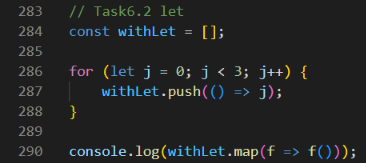 283 // Task6.2 let
284 const withLet = [];
285
286 for (let j = 0; j < 3; j++) {
287     withLet.push(() => j);
288 }
289
290 console.log(withLet.map(f => f()));